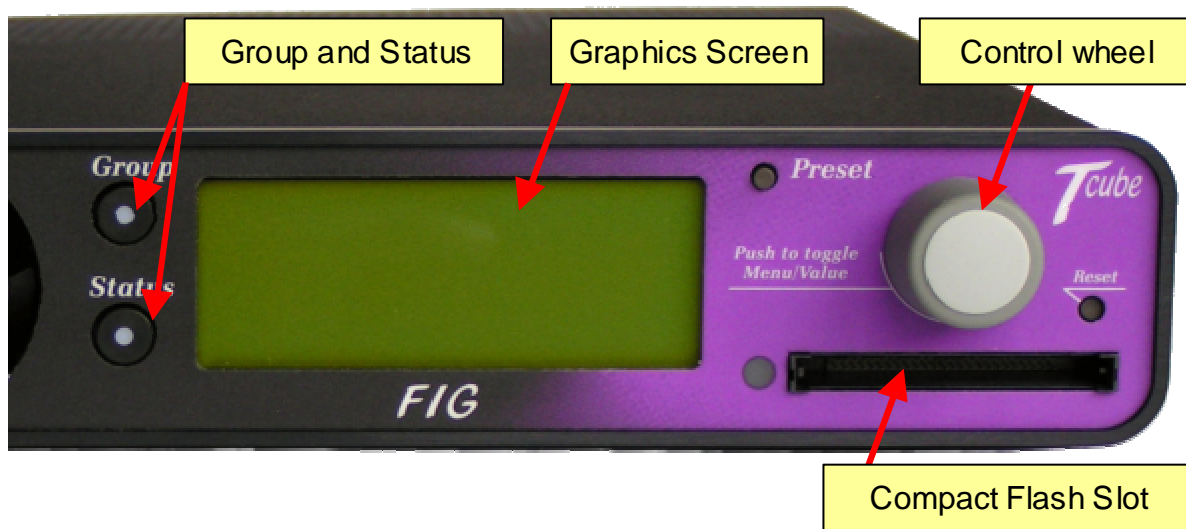 Group and Status
Graphics Screen
Control wheel
Group
Preset
Tcube
Push to toggle
Menu/Value
Status
Reset
FIG
Compact Flash Slot